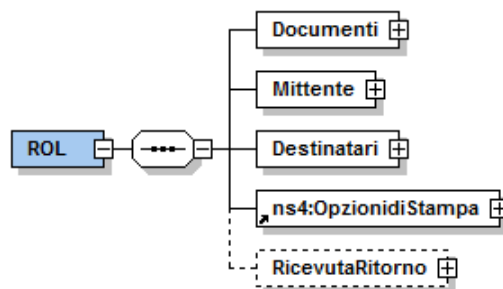 Documenti
Mittente
ROL
Destinatari
ns4:OpzionidiStampa
RicevutaRitorno